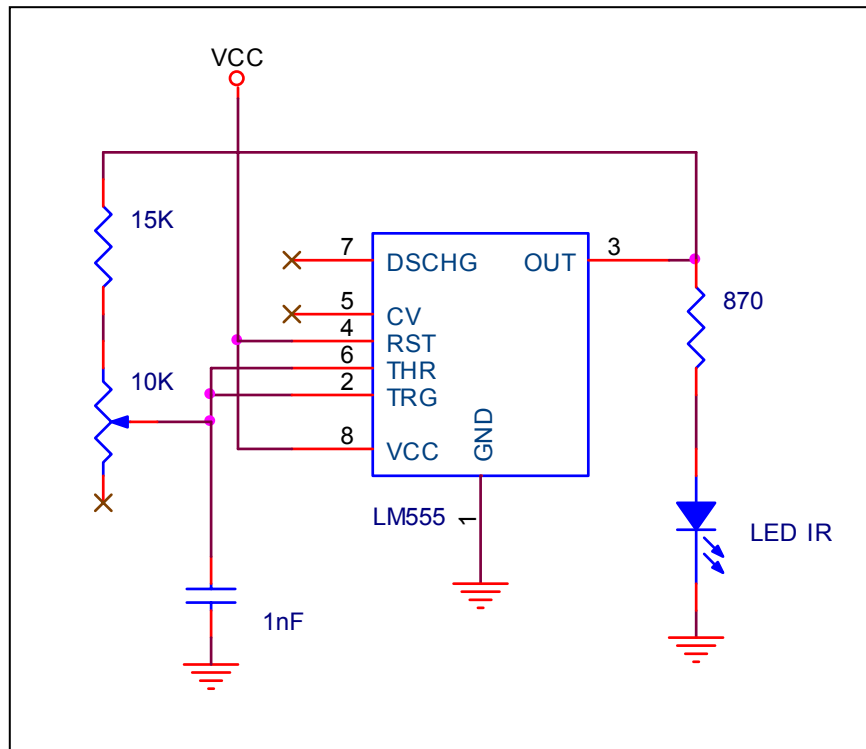 VCC
15K
7
DSCHG
OUT
3
870
5
CV
4
RST
6
THR
10K
2
TRG
8
VCC
GND
LM555
1
LED IR
1nF